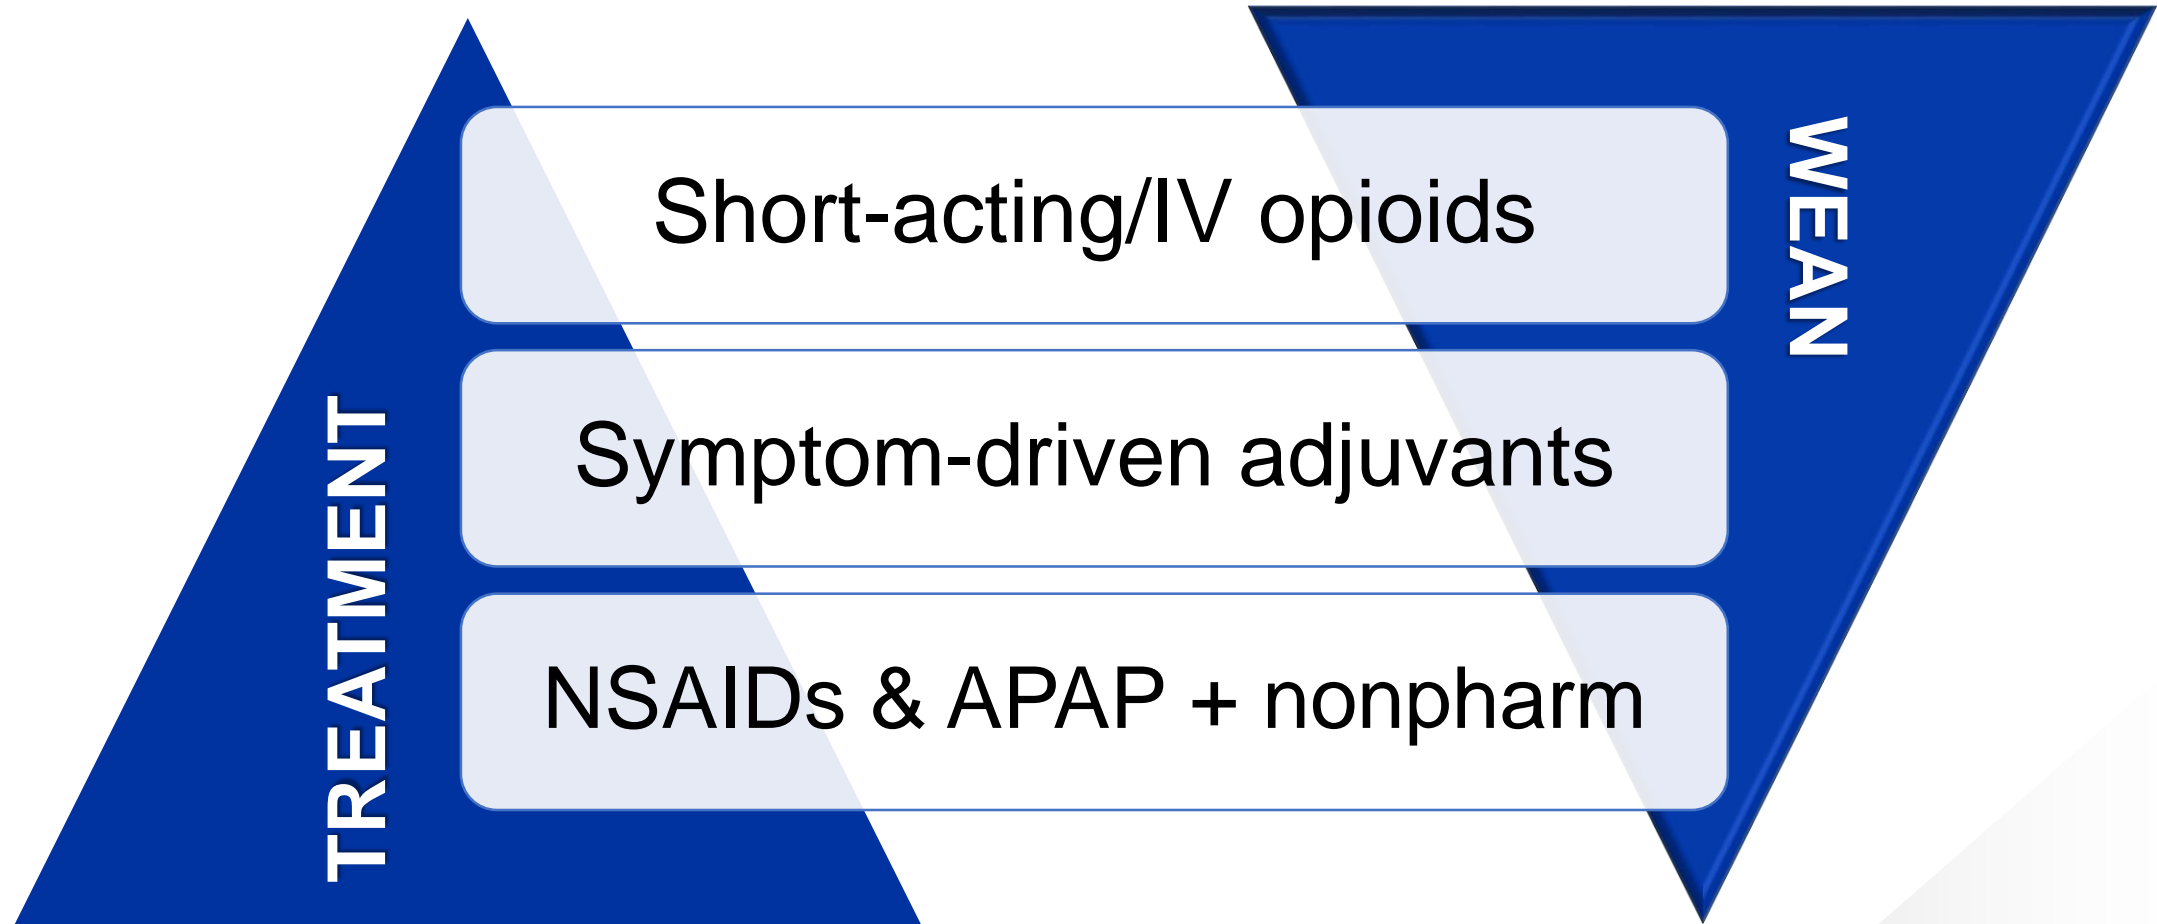 Short-acting/IV opioids
Symptom-driven adjuvants
NSAIDs & APAP + nonpharm
TREATMENT
WEAN